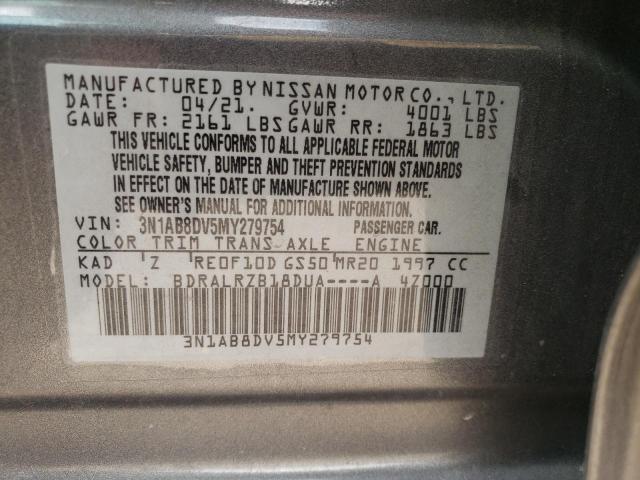 MANUFACTURED BY NISSAN MOTOR CO., LTD.
DATE: 04/21. GVWR: 4001 LBS
GAWR FR: 2161 LBS GAWR RR: 1863 LBS
THIS VEHICLE CONFORMS TO ALL APPLICABLE FEDERAL MOTOR
VEHICLE SAFETY, BUMPER AND THEFT PREVENTION STANDARDS
IN EFFECT ON THE DATE OF MANUFACTURE SHOWN ABOVE.
SEE OWNER'S MANUAL FOR ADDITIONAL INFORMATION.
VIN: 3N1AB8DV5MY279754 PASSENGER CAR.
COLOR TRIM TRANS AXLE ENGINE
KAD Z RE0F10D GS50 MR20 1997 CC
MODEL: BDRALRZB18DUA----A 4Z000
3N1AB8DV5MY279754